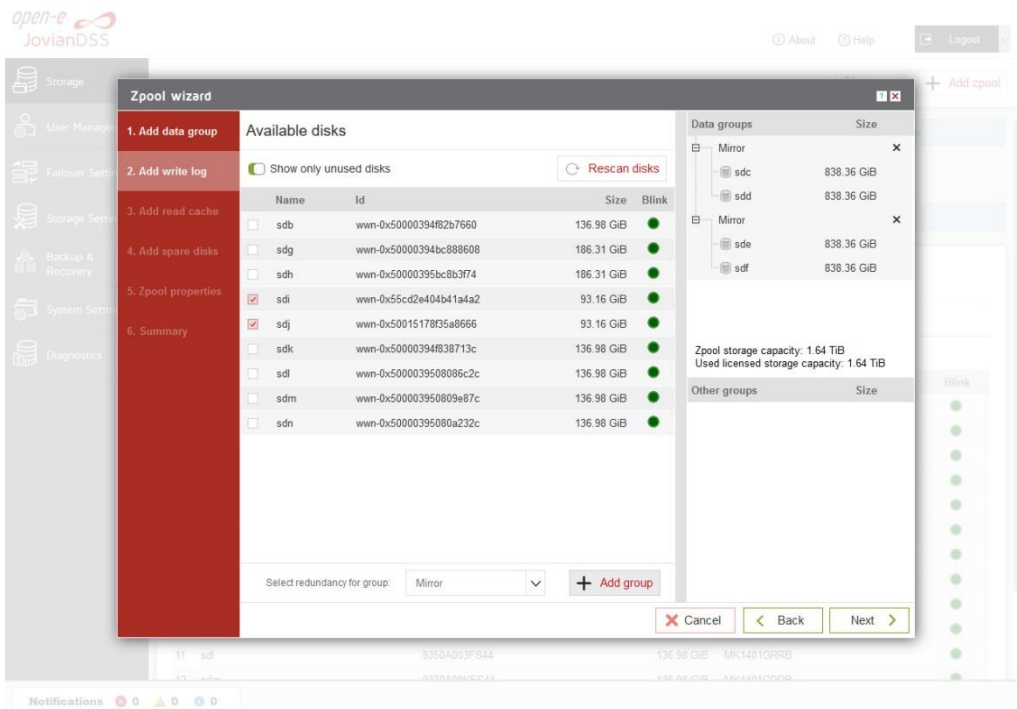 open-e
JovianDSS
About
Help
Logout
Storage
Add zpool
Zpool wizard
User Manage
Failover Setti
Storage Settin
Backup &
Recovery
System Settin
Diagnostics
1. Add data group
2. Add write log
3. Add read cache
4. Add spare disks
5. Zpool properties
6. Summary
Available disks
Show only unused disks
Rescan disks
Name Id Size Blink
sdb wwn-0x50000394f82b7660 136.98 GiB
sdg wwn-0x50000394bc888608 186.31 GiB
sdh wwn-0x50000395bc8b3f74 186.31 GiB
sdi wwn-0x55cd2e404b41a4a2 93.16 GiB
sdj wwn-0x50015178f35a8666 93.16 GiB
sdk wwn-0x50000394f838713c 136.98 GiB
sdl wwn-0x5000039508086c2c 136.98 GiB
sdm wwn-0x500003950809e87c 136.98 GiB
sdn wwn-0x50000395080a232c 136.98 GiB
Select redundancy for group: Mirror
Add group
Data groups Size
Mirror
sdc 838.36 GiB
sdd 838.36 GiB
Mirror
sde 838.36 GiB
sdf 838.36 GiB
Zpool storage capacity: 1.64 TiB
Used licensed storage capacity: 1.64 TiB
Other groups Size
Cancel
Back
Next
Blink
11 sdl 9350A003FS44 136.98 GiB MK1401GRRB
Notifications 0 0 0